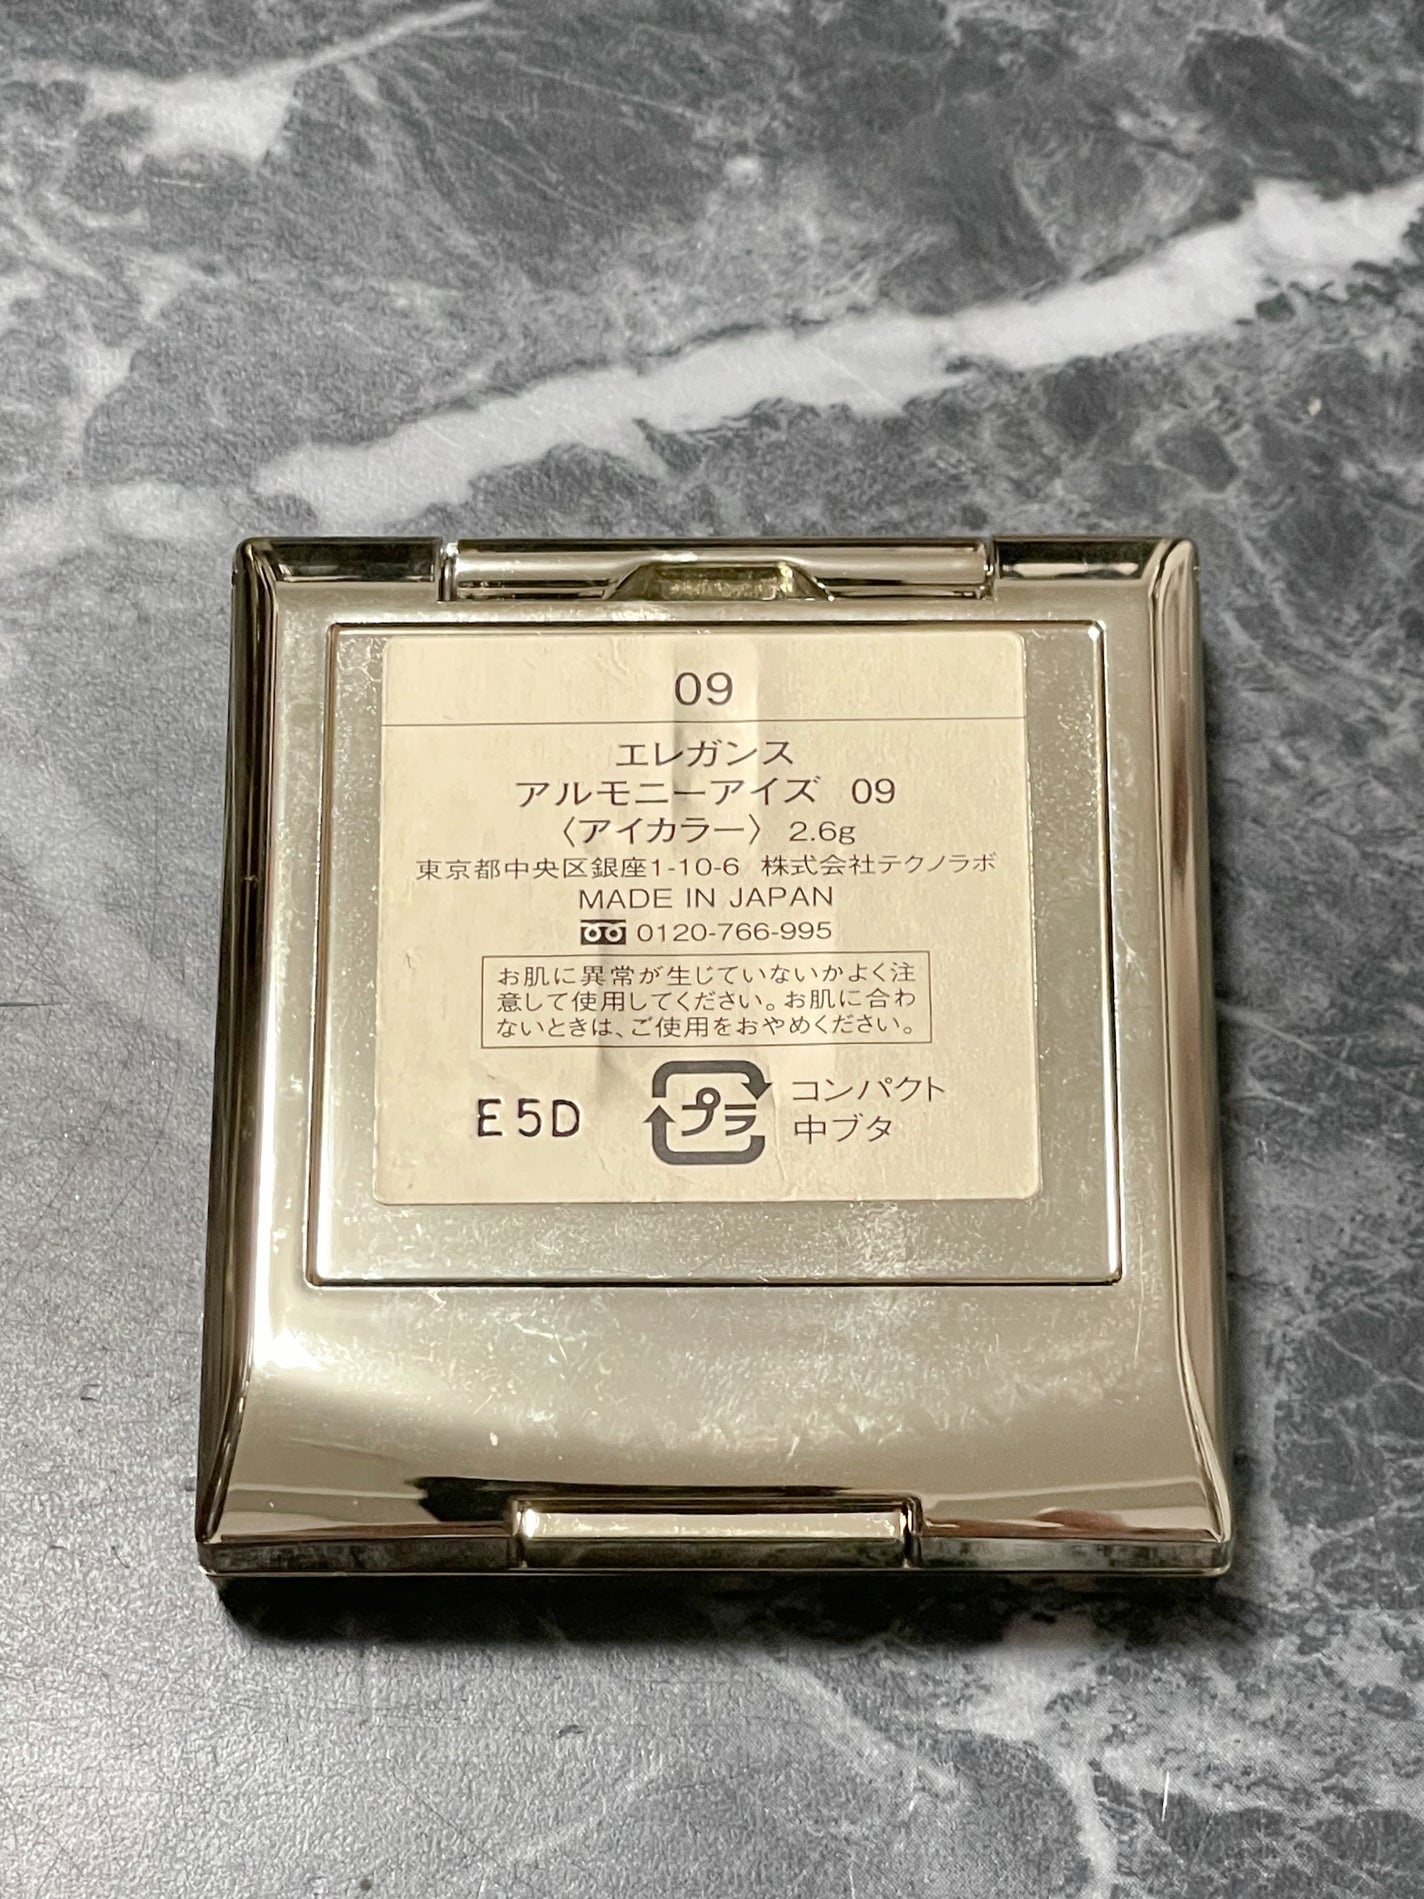 09
エレガンス
アルモニーアイズ 09
〈アイカラー〉 2.6g
東京都中央区銀座1-10-6 株式会社テクノラボ
MADE IN JAPAN
0120-766-995
お肌に異常が生じていないかよく注
意して使用してください。お肌に合わ
ないときは、ご使用をおやめください。
E5D
プラ
コンパクト
中ブタ